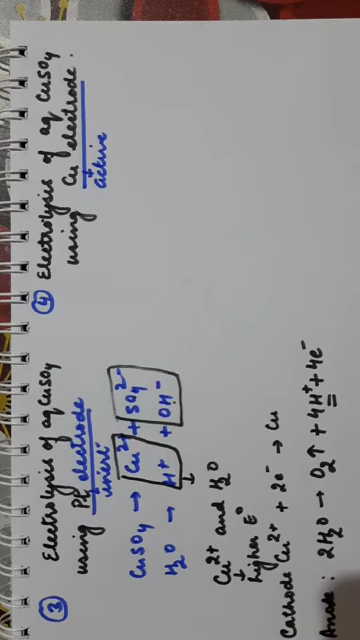 ③ Electrolysis of aq CuSO₄
using Pt electrode
↓
inert
CuSO₄ → Cu²⁺ + SO₄²⁻
H₂O → H⁺ + OH⁻
↓
Cu²⁺ and H₂O
↓
higher E°
Cathode Cu²⁺ + 2e⁻ → Cu
Anode : 2H₂O → O₂↑ + 4H⁺ + 4e⁻
④ Electrolysis of aq CuSO₄
using Cu electrode.
↓
active